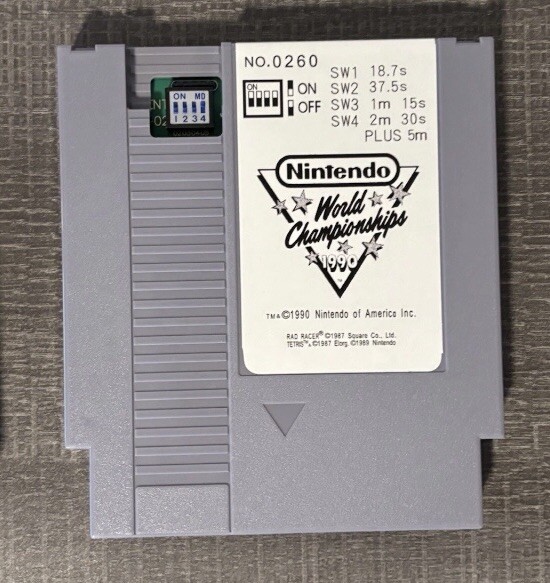 NO.0260
ON
ON
OFF
SW1 18.7s
SW2 37.5s
SW3 1m 15s
SW4 2m 30s
PLUS 5m
ON MD
1 2 3 4
Nintendo
World
Championships
1990
TM&©1990 Nintendo of America Inc.
RAD RACER® ©1987 Square Co., Ltd.
TETRIS™, ©1987 Elorg, ©1989 Nintendo